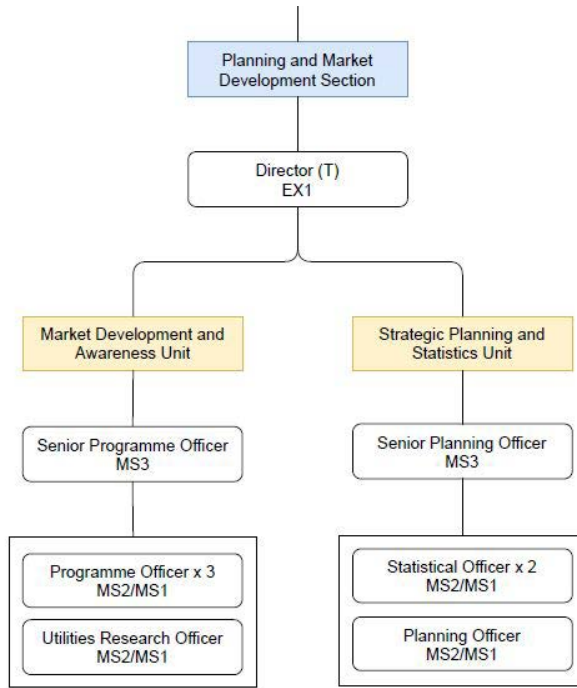 Planning and Market
Development Section
Director (T)
EX1
Market Development and
Awareness Unit
Strategic Planning and
Statistics Unit
Senior Programme Officer
MS3
Senior Planning Officer
MS3
Programme Officer x 3
MS2/MS1
Utilities Research Officer
MS2/MS1
Statistical Officer x 2
MS2/MS1
Planning Officer
MS2/MS1